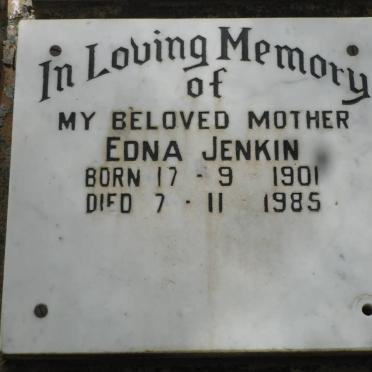 In Loving Memory
of
MY BELOVED MOTHER
EDNA JENKIN
BORN 17 - 9 1901
DIED 7 - 11 1985